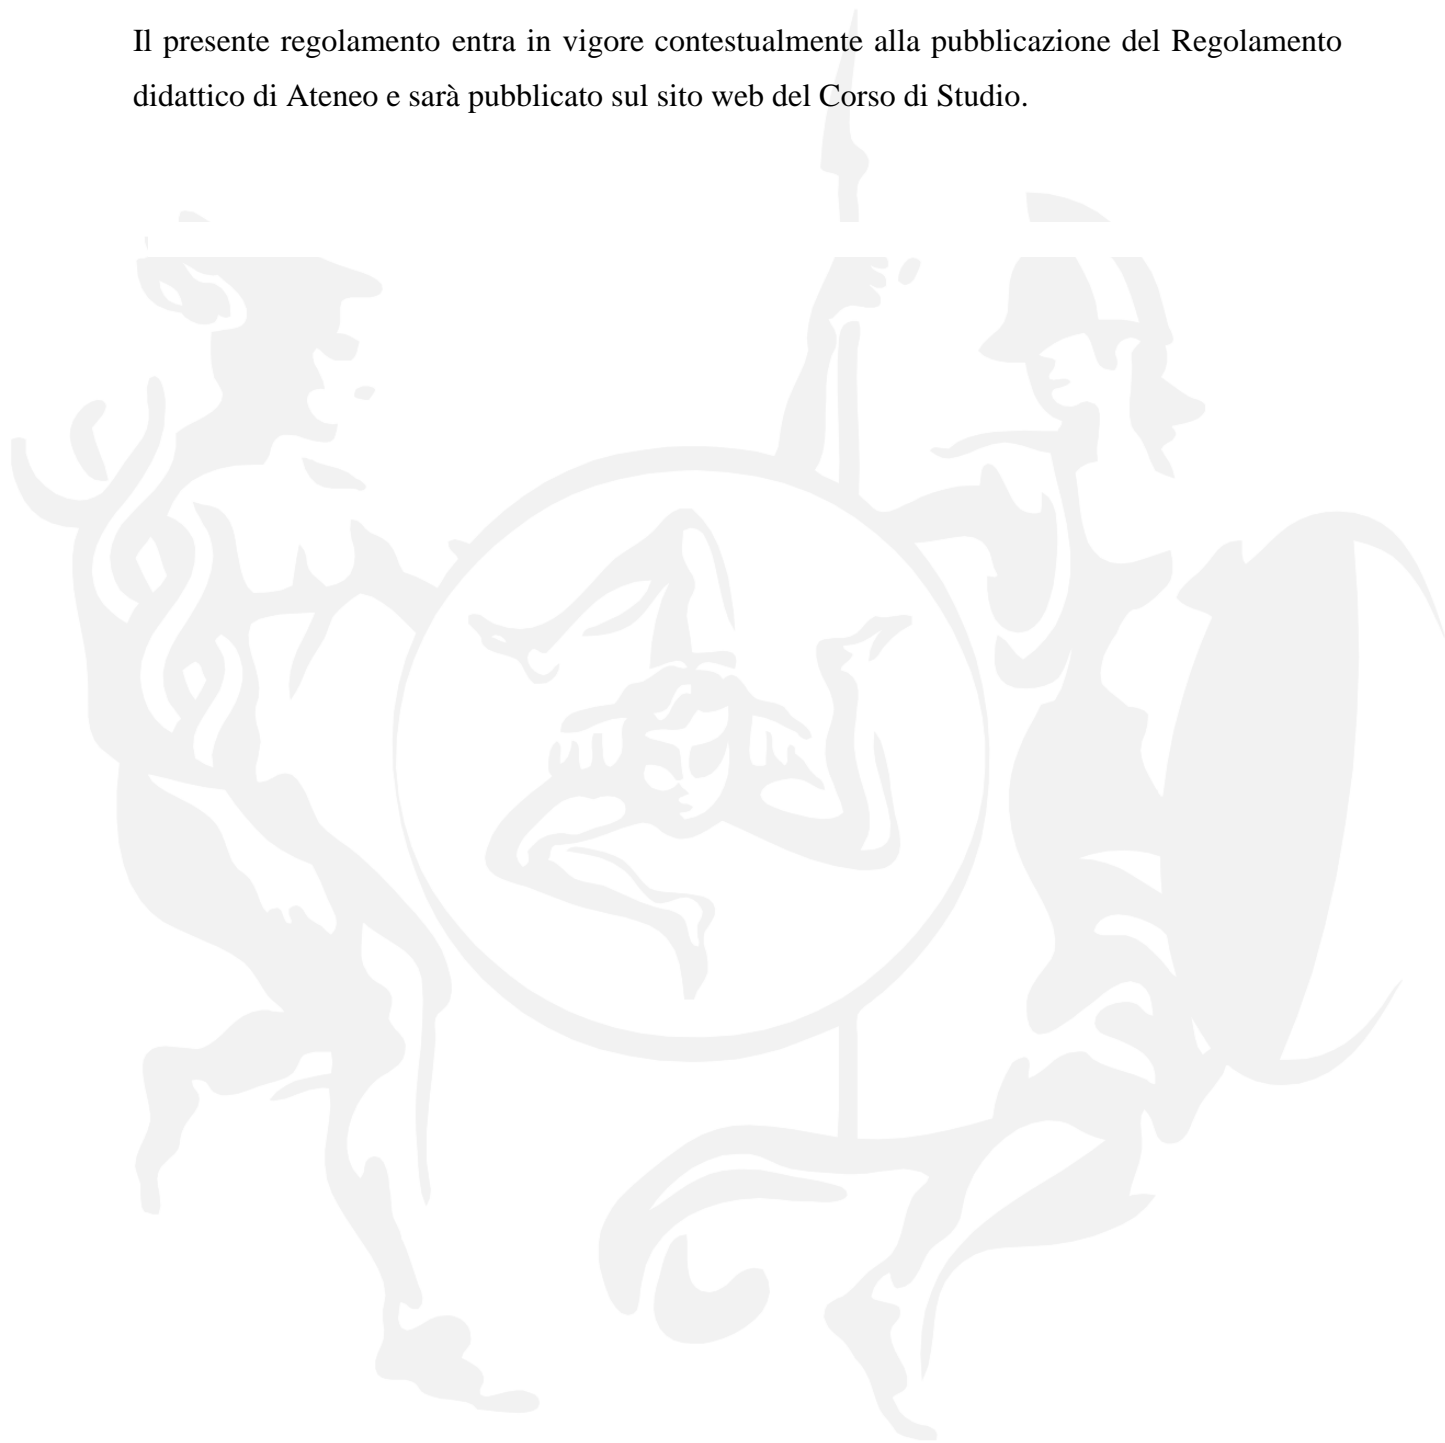 Il presente regolamento entra in vigore contestualmente alla pubblicazione del Regolamento
didattico di Ateneo e sarà pubblicato sul sito web del Corso di Studio.